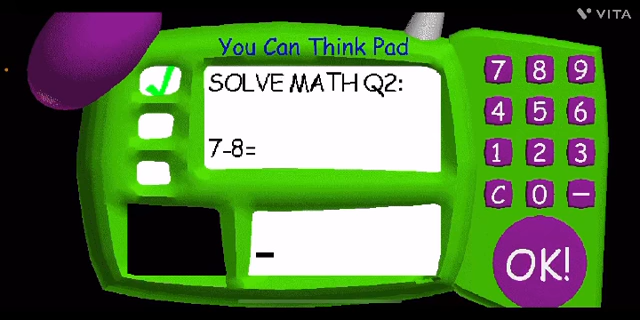 VITA
You Can Think Pad
SOLVE MATH Q2:
7-8=
-
7 8 9
4 5 6
1 2 3
C 0 -
OK!